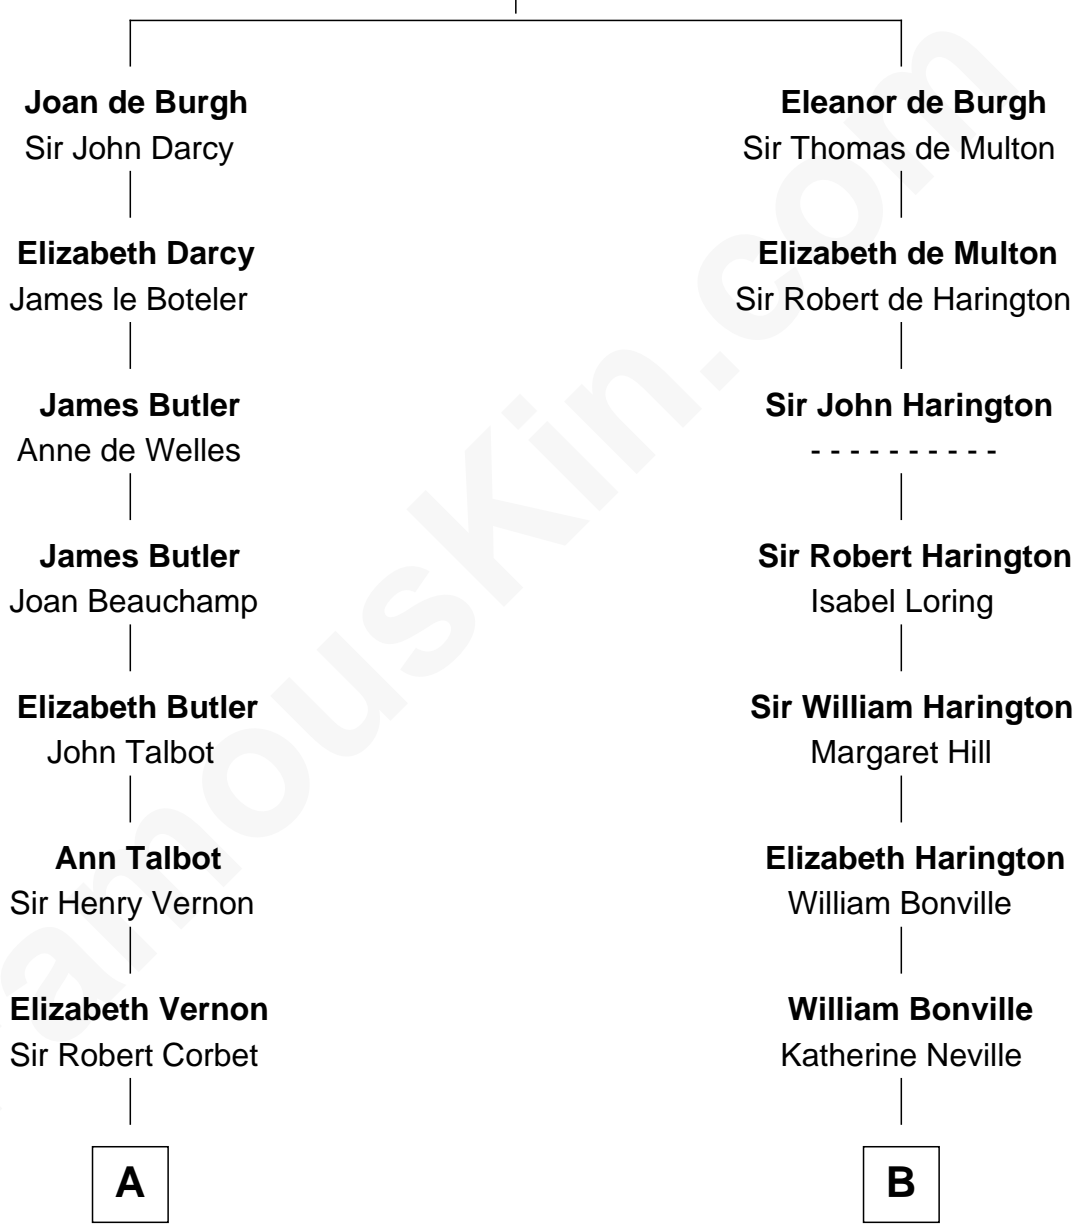 Joan de Burgh
Sir John Darcy
Elizabeth Darcy
James le Boteler
James Butler
Anne de Welles
James Butler
Joan Beauchamp
Elizabeth Butler
John Talbot
Ann Talbot
Sir Henry Vernon
Elizabeth Vernon
Sir Robert Corbet
A
Eleanor de Burgh
Sir Thomas de Multon
Elizabeth de Multon
Sir Robert de Harington
Sir John Harington
- - - - - - - - - -
Sir Robert Harington
Isabel Loring
Sir William Harington
Margaret Hill
Elizabeth Harington
William Bonville
William Bonville
Katherine Neville
B
amousKin.com